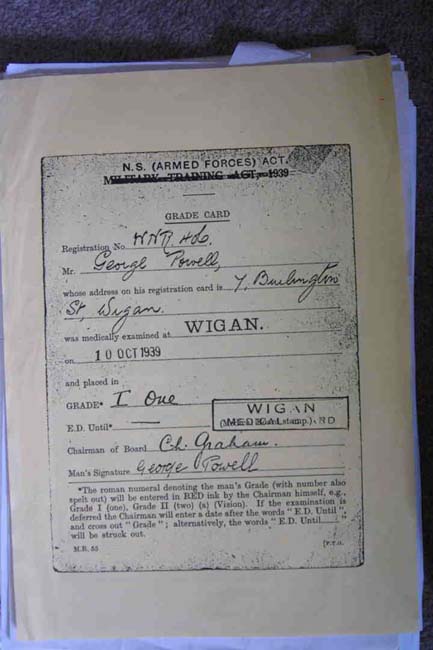 N.S. (ARMED FORCES) ACT.
MILITARY TRAINING ACT, 1939
GRADE CARD
Registration No.
Mr. George Powell,
whose address on his registration card is 7, Burlington
St, Wigan.
was medically examined at WIGAN.
on 10 OCT 1939
and placed in
GRADE* I One
E.D. Until* —
WIGAN
MEDICAL BOARD
Chairman of Board Ch. Graham.
Man's Signature George Powell
*The roman numeral denoting the man's Grade (with number also
spelt out) will be entered in RED ink by the Chairman himself, e.g.,
Grade I (one), Grade II (two) (a) (Vision). If the examination is
deferred the Chairman will enter a date after the words "E.D. Until",
and cross out "Grade"; alternatively, the words "E.D. Until
will be struck out.
M.R. 55
[P.T.O.